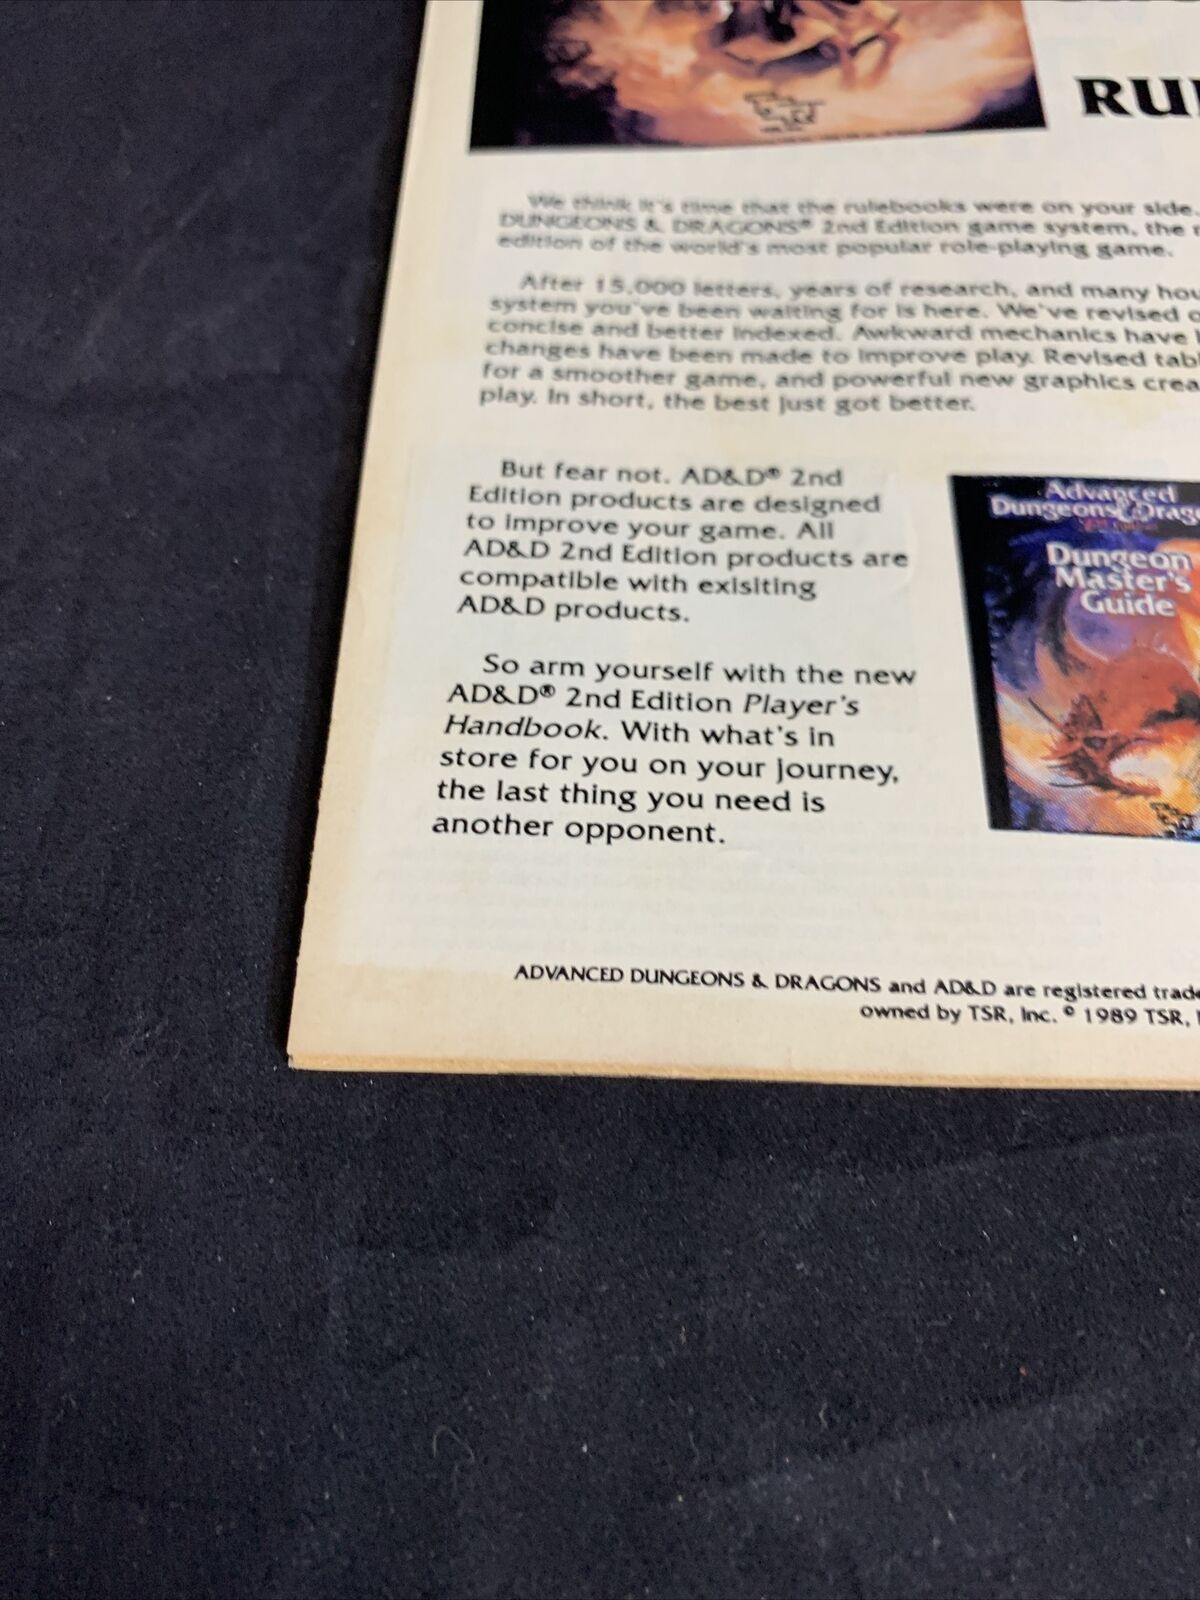 RU
We think it's time that the rulebooks were on your side.
DUNGEONS & DRAGONS® 2nd Edition game system, the
edition of the world's most popular role-playing game.
After 15,000 letters, years of research, and many hou
system you've been waiting for is here. We've revised
concise and better indexed. Awkward mechanics have
changes have been made to improve play. Revised tabl
for a smoother game, and powerful new graphics crea
play. In short, the best just got better.
But fear not. AD&D® 2nd
Edition products are designed
to improve your game. All
AD&D 2nd Edition products are
compatible with exisiting
AD&D products.
So arm yourself with the new
AD&D® 2nd Edition Player's
Handbook. With what's in
store for you on your journey,
the last thing you need is
another opponent.
Advanced
Dungeons & Drago
2nd Edition
Dungeon
Master's
Guide
ADVANCED DUNGEONS & DRAGONS and AD&D are registered trade
owned by TSR, Inc. © 1989 TSR,